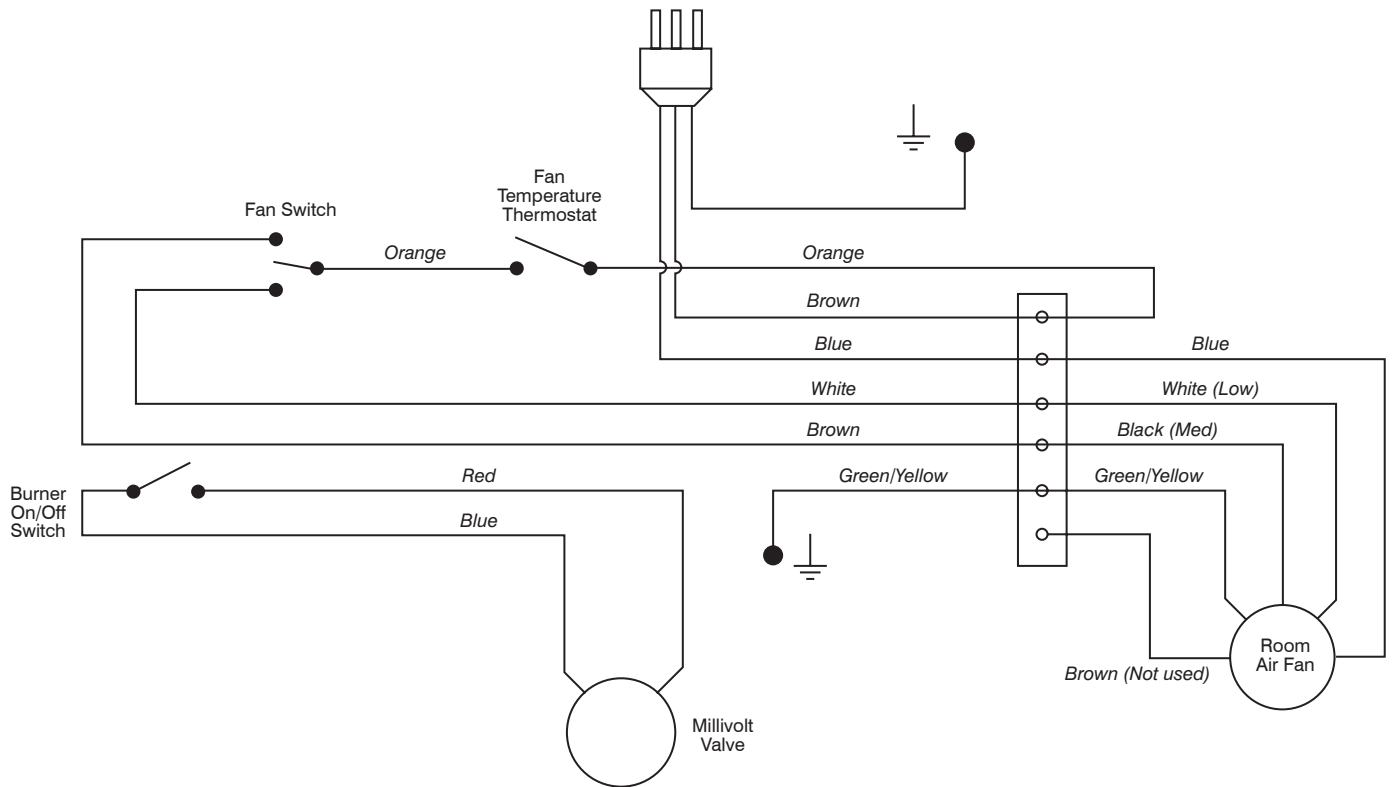 Fan
Temperature
Thermostat
Fan Switch
Orange
Orange
Brown
Blue
Blue
White
White (Low)
Brown
Black (Med)
Burner
On/Off
Switch
Red
Green/Yellow
Green/Yellow
Blue
Room
Air Fan
Brown (Not used)
Millivolt
Valve